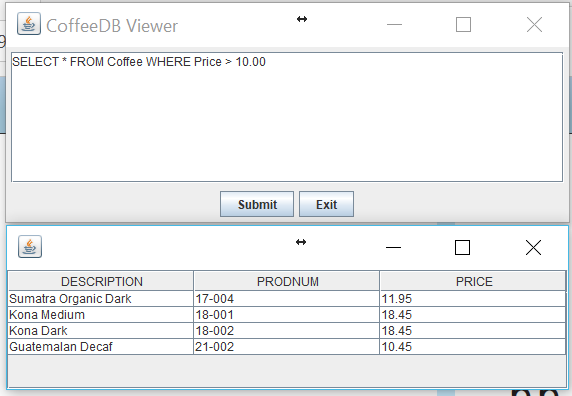 CoffeeDB Viewer
SELECT * FROM Coffee WHERE Price > 10.00
Submit Exit
DESCRIPTION PRODNUM PRICE
Sumatra Organic Dark 17-004 11.95
Kona Medium 18-001 18.45
Kona Dark 18-002 18.45
Guatemalan Decaf 21-002 10.45